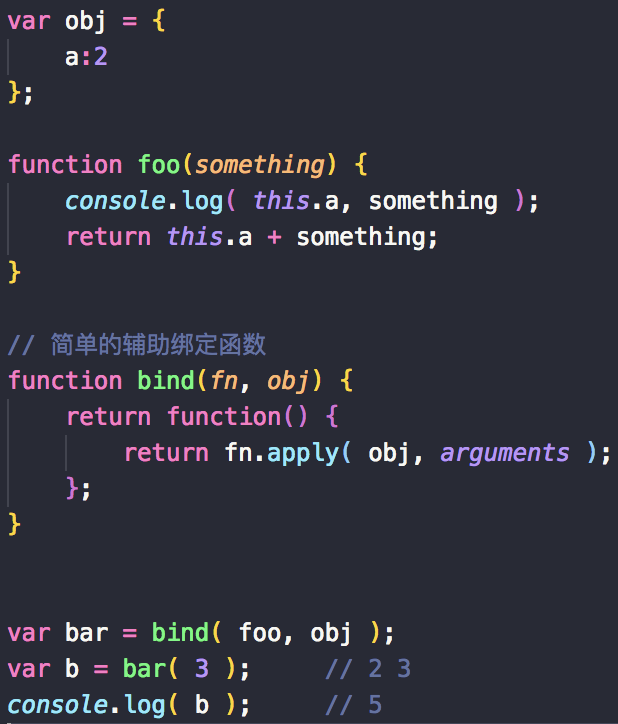 var obj = {
    a:2
};

function foo(something) {
    console.log( this.a, something );
    return this.a + something;
}

// 简单的辅助绑定函数
function bind(fn, obj) {
    return function() {
        return fn.apply( obj, arguments );
    };
}


var bar = bind( foo, obj );
var b = bar( 3 );     // 2 3
console.log( b );     // 5